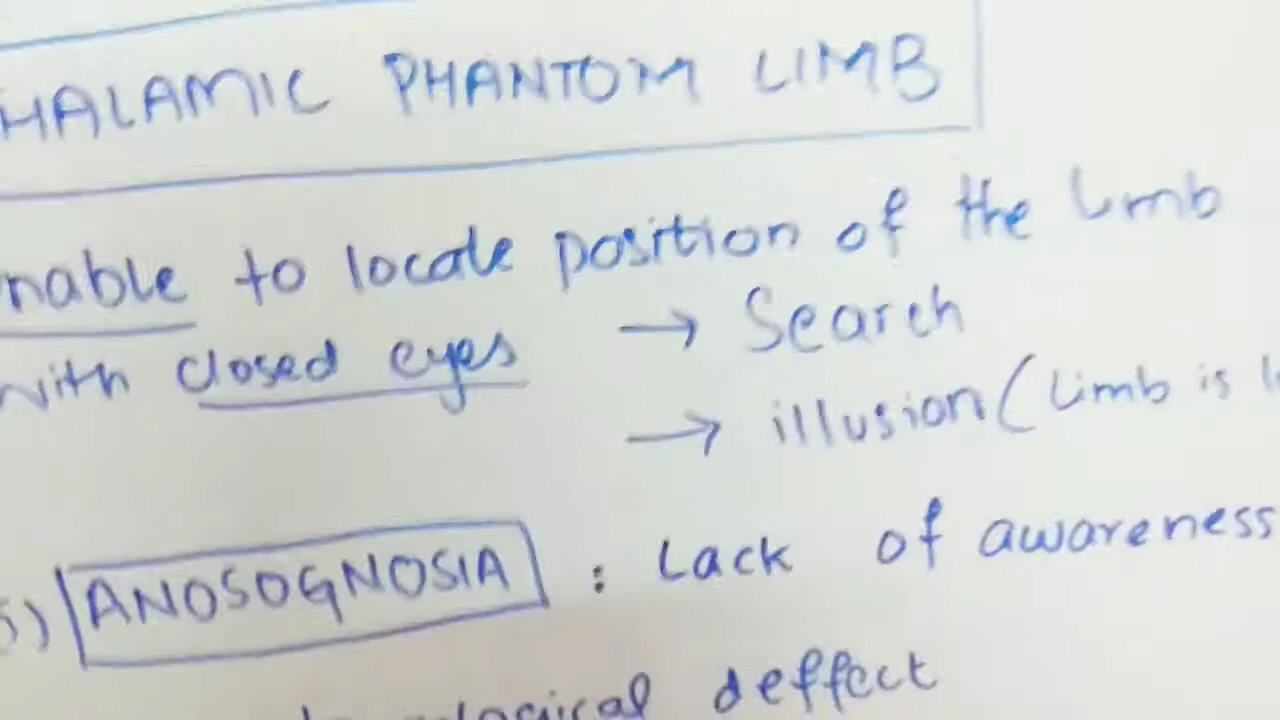 HALAMIC PHANTOM LIMB
nable to locate position of the limb
with closed eyes → Search
→ illusion (Limb is
5) ANOSOGNOSIA : Lack of awareness
deffect